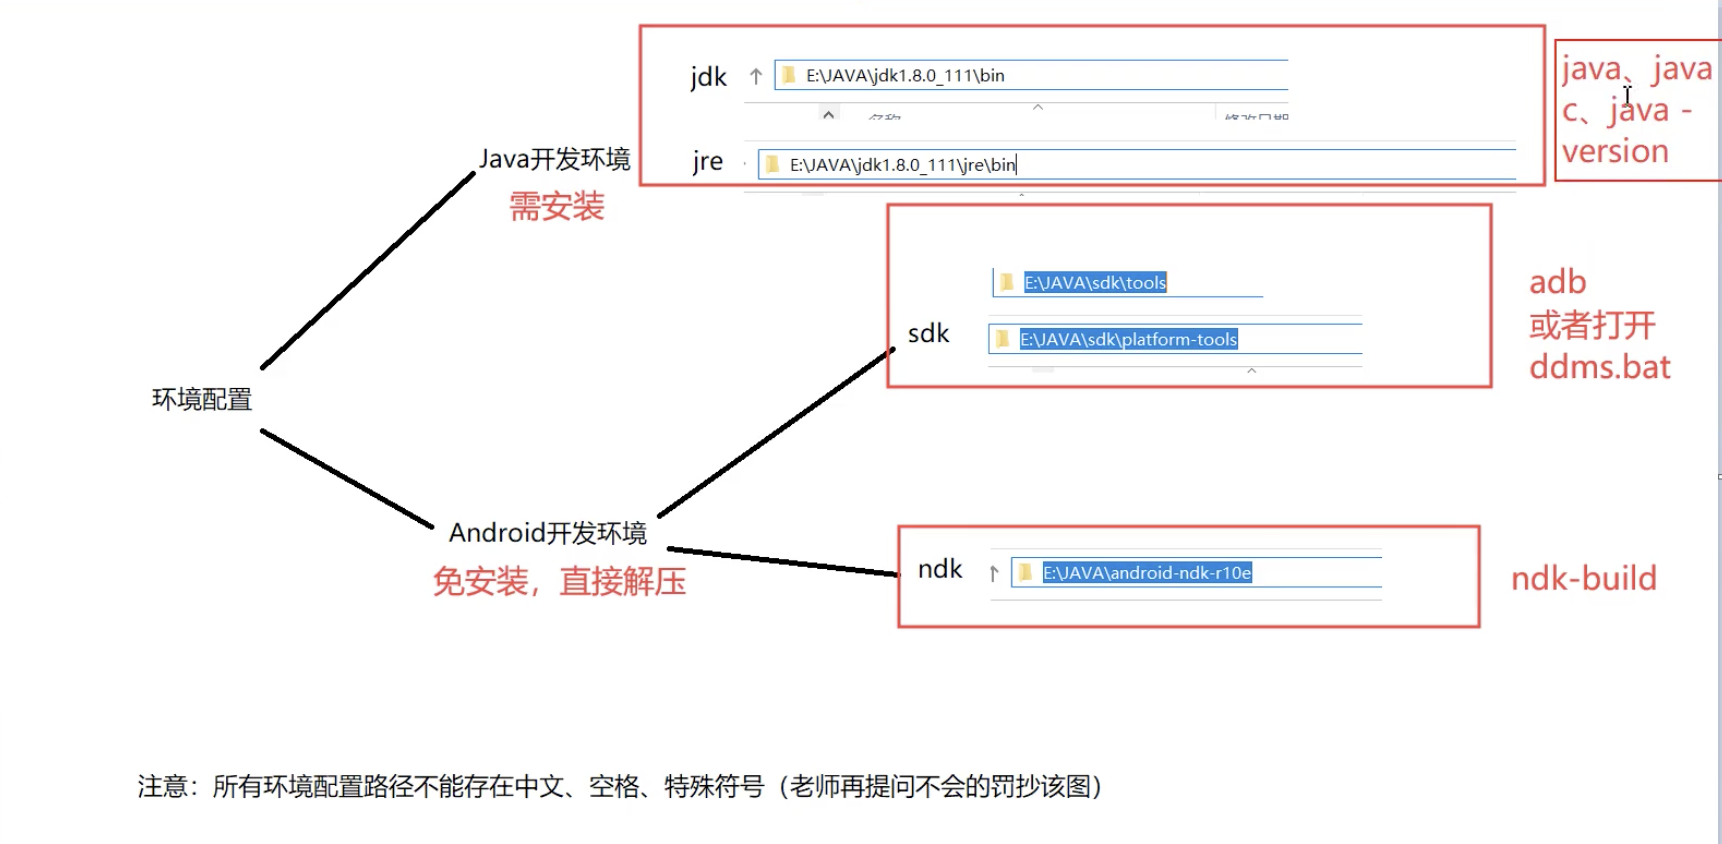 jdk
E:\JAVA\jdk1.8.0_111\bin
java、java
c、java -
version
Java开发环境
需安装
jre
E:\JAVA\jdk1.8.0_111\jre\bin
E:\JAVA\sdk\tools
sdk
E:\JAVA\sdk\platform-tools
adb
或者打开
ddms.bat
环境配置
Android开发环境
免安装，直接解压
ndk
E:\JAVA\android-ndk-r10e
ndk-build
注意：所有环境配置路径不能存在中文、空格、特殊符号（老师再提问不会的罚抄该图）